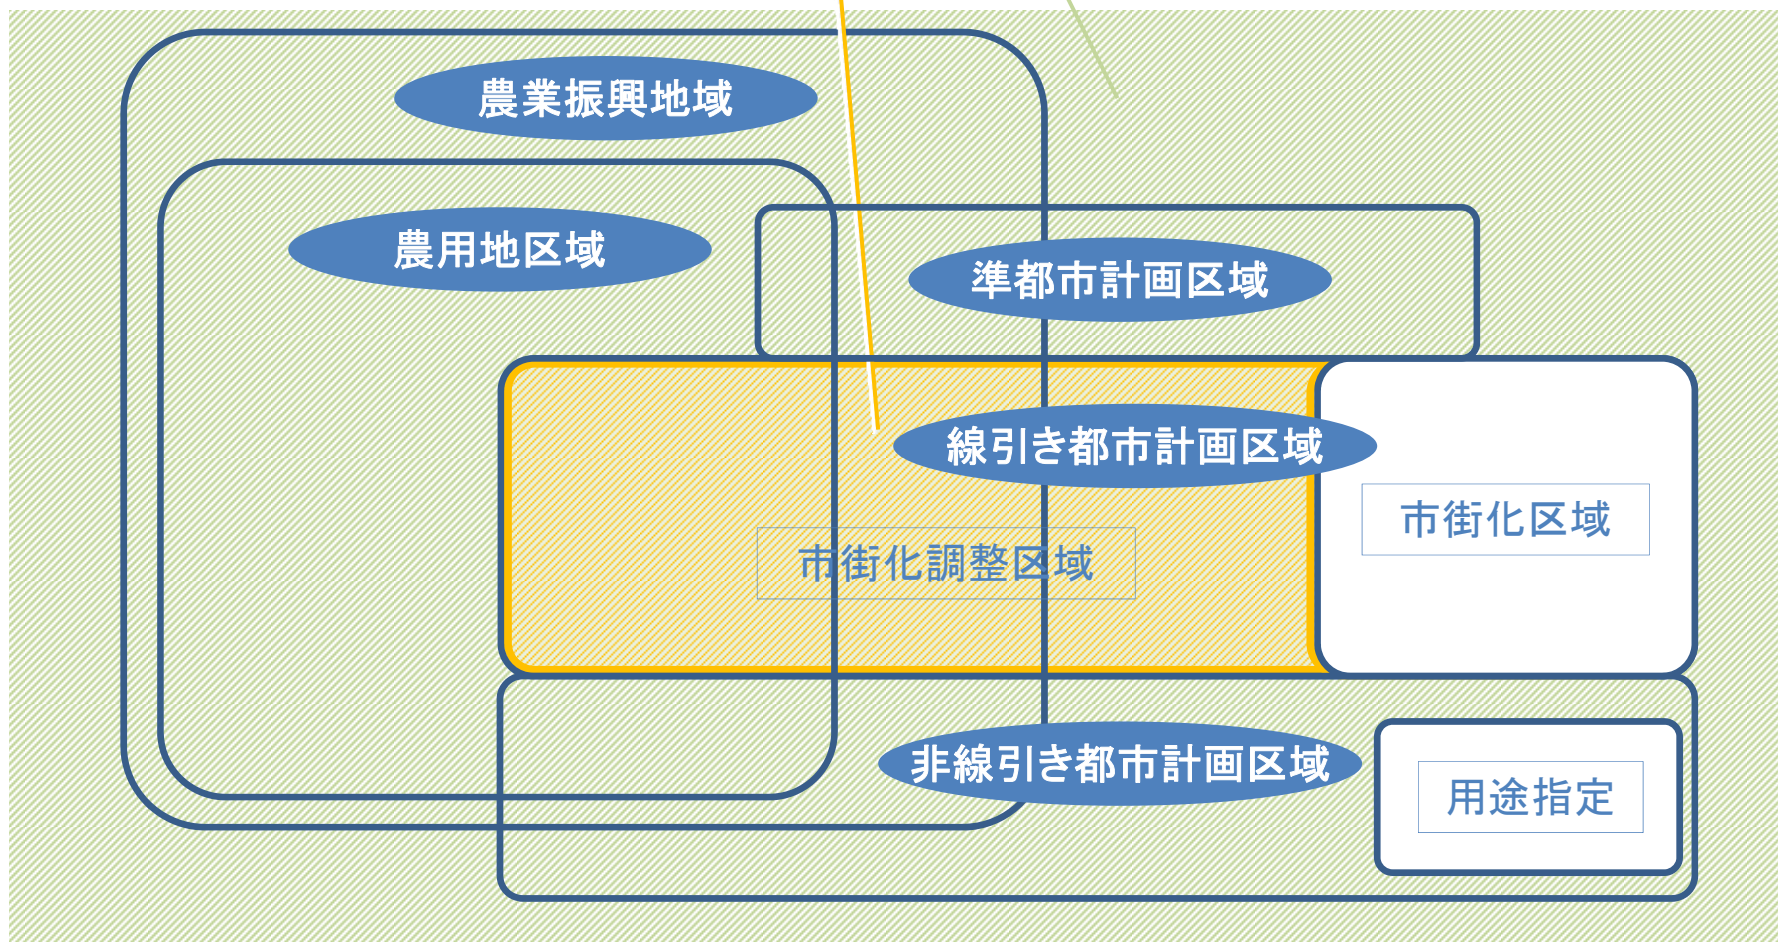 農業振興地域
農用地区域
準都市計画区域
線引き都市計画区域
市街化区域
市街化調整区域
非線引き都市計画区域
用途指定